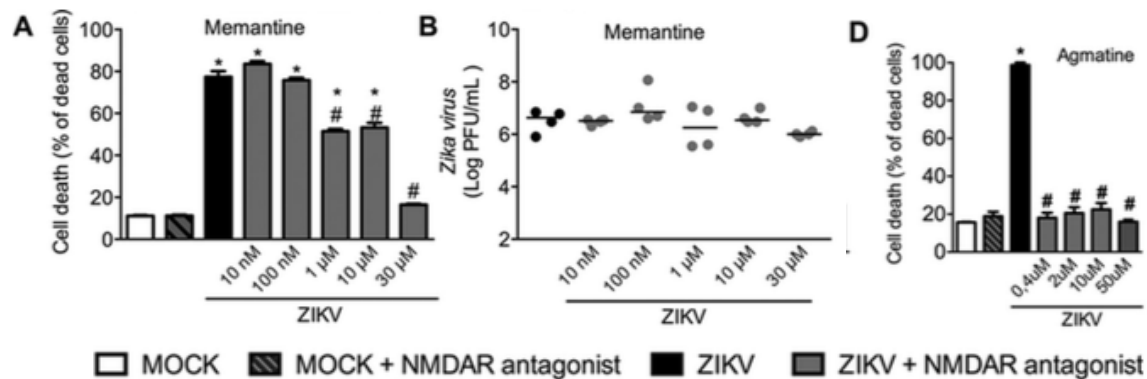 A
Memantine
Cell death (% of dead cells)
100
80
60
40
20
0
*
*
*
*
#
*
#
#
10 nM
100 nM
1 µM
10 µM
30 µM
ZIKV
B
Memantine
Zika virus
(Log PFU/mL)
10
8
6
4
2
10 nM
100 nM
1 µM
10 µM
30 µM
ZIKV
D
Agmatine
Cell death (% of dead cells)
100
80
60
40
20
0
*
#
#
#
#
0,4uM
2uM
10uM
50uM
ZIKV
MOCK
MOCK + NMDAR antagonist
ZIKV
ZIKV + NMDAR antagonist